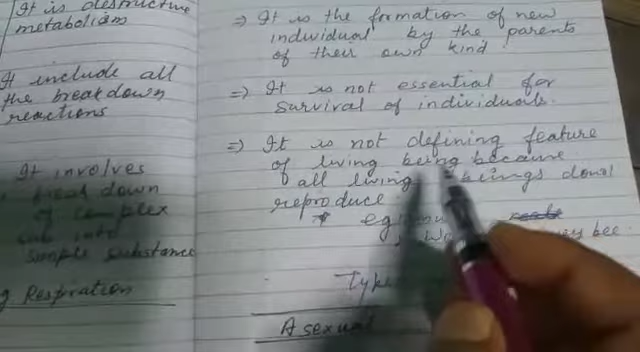 It is destructive
metabolism
It include all
the breakdown
reactions
It involves
break down
of complex
sub into
simple substance
Respiration
⇒ It is the formation of new
individual by the parents
of their own kind
⇒ It is not essential for
survival of individuals.
⇒ It is not defining feature
of living being because
all living beings
reproduce
eg
bee.
Type
Asexual